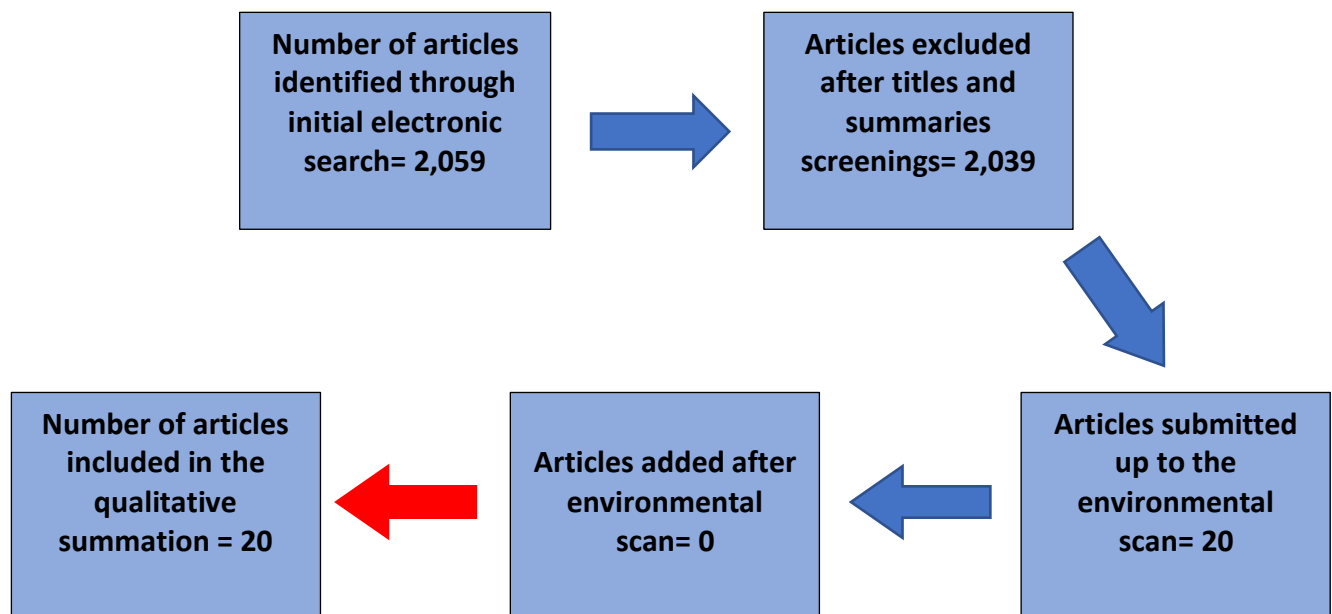 Number of articles
identified through
initial electronic
search= 2,059
Articles excluded
after titles and
summaries
screenings= 2,039
Articles submitted
up to the
environmental
scan= 20
Articles added after
environmental
scan= 0
Number of articles
included in the
qualitative
summation = 20